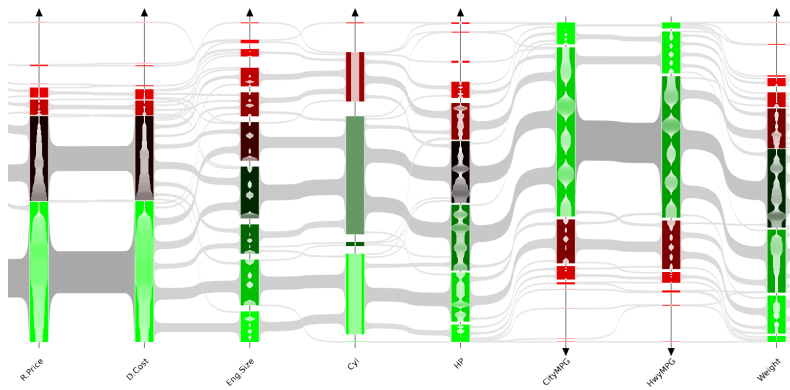 R.Price
D.Cost
Eng.Size
Cyl
HP
CityMPG
HwyMPG
Weight